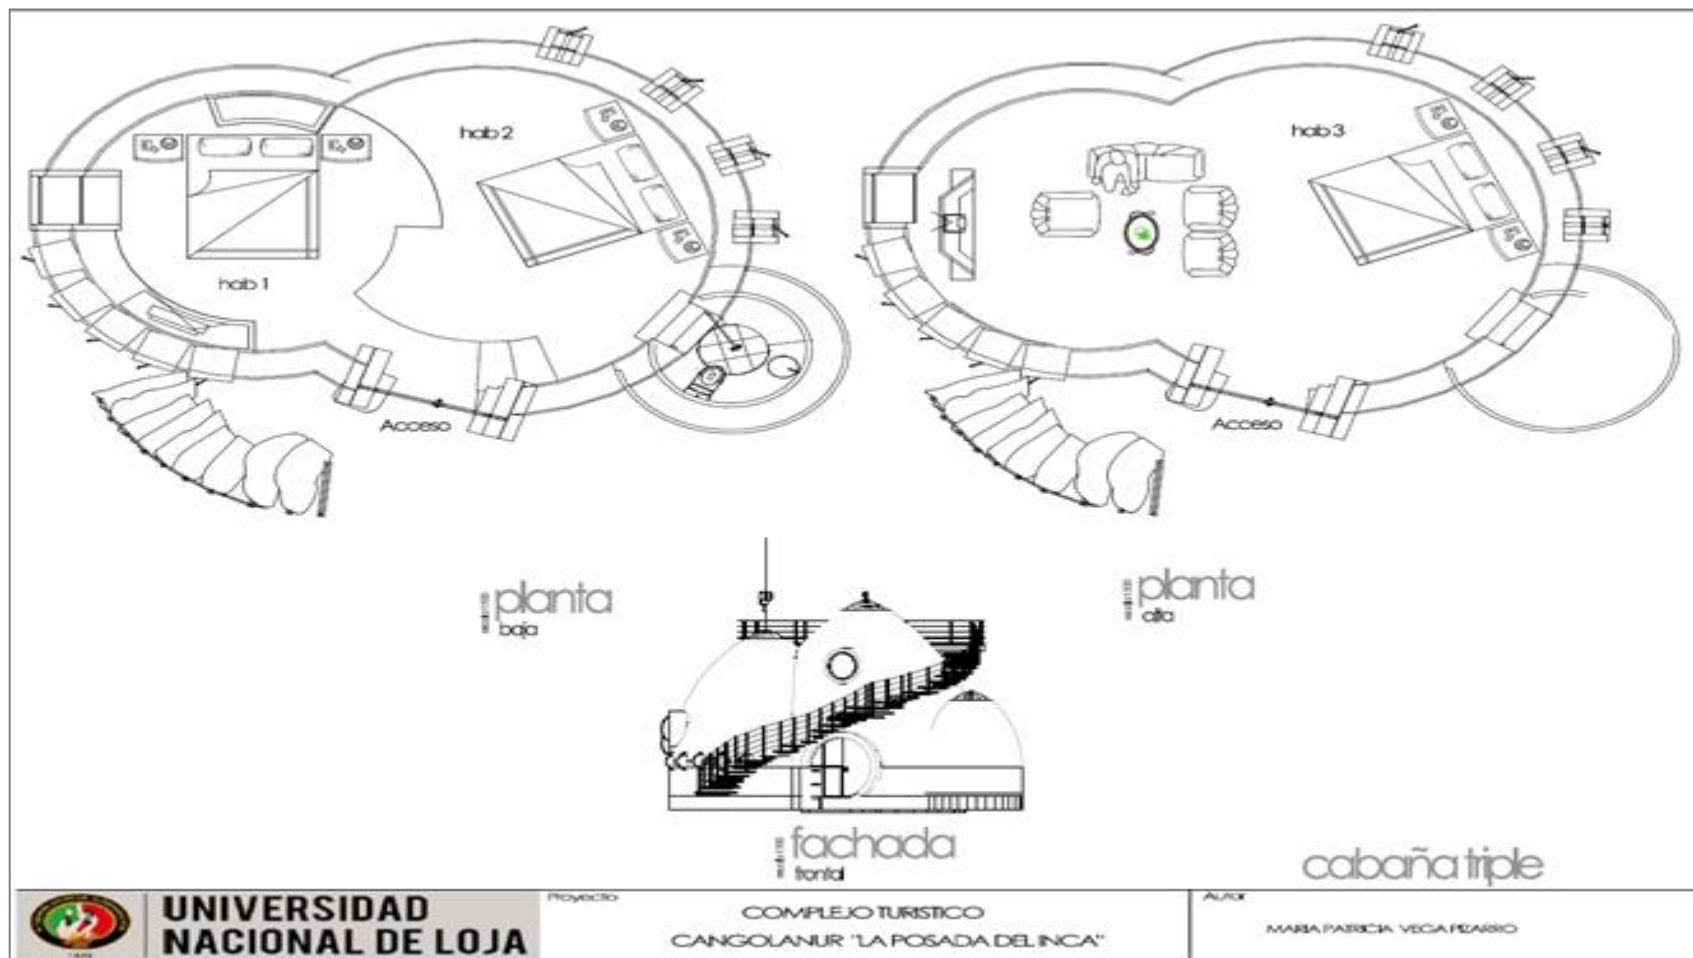 hab 1
hab 2
Acceso
hab 3
Acceso
planta
baja
planta
alta
fachada
frontal
cabaña triple
UNIVERSIDAD
NACIONAL DE LOJA
Proyecto
COMPLEJO TURISTICO
CANGOLANUR "LA POSADA DEL INCA"
Autor
MARIA PATRICIA VEGA PIZARRO